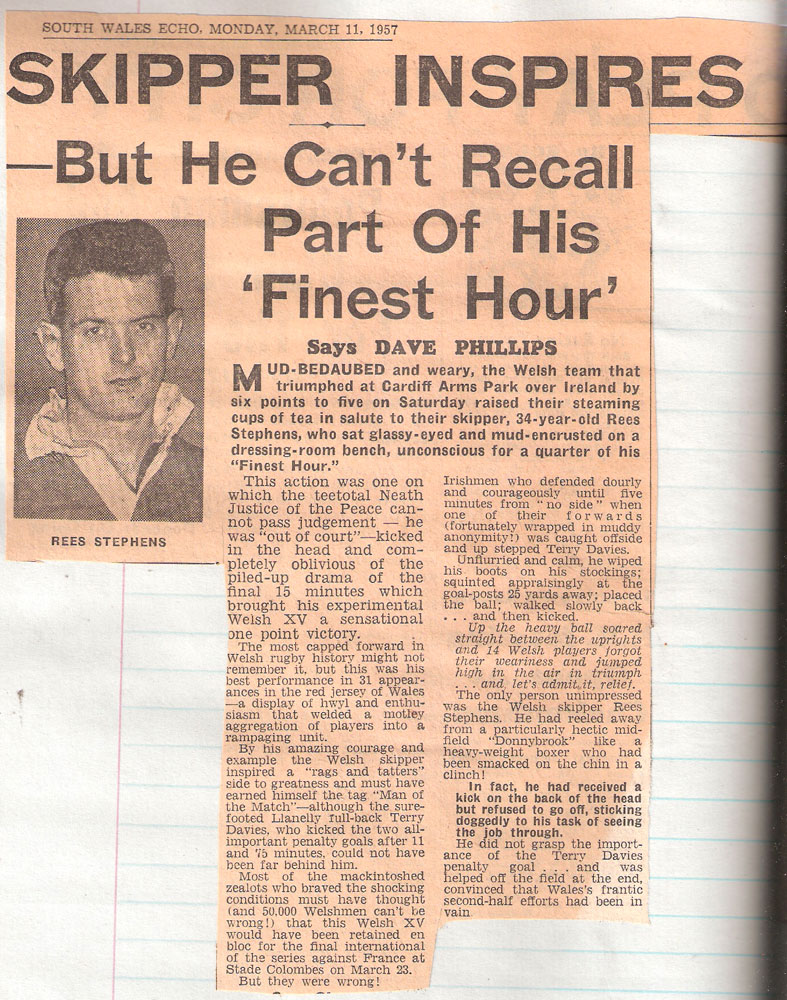 SOUTH WALES ECHO, MONDAY, MARCH 11, 1957
SKIPPER INSPIRES
—But He Can't Recall
Part Of His
'Finest Hour'
Says DAVE PHILLIPS
REES STEPHENS
MUD-BEDAUBED and weary, the Welsh team that
triumphed at Cardiff Arms Park over Ireland by
six points to five on Saturday raised their steaming
cups of tea in salute to their skipper, 34-year-old Rees
Stephens, who sat glassy-eyed and mud-encrusted on a
dressing-room bench, unconscious for a quarter of his
"Finest Hour."
This action was one on
which the teetotal Neath
Justice of the Peace can-
not pass judgement — he
was "out of court"—kicked
in the head and com-
pletely oblivious of the
piled-up drama of the
final 15 minutes which
brought his experimental
Welsh XV a sensational
one point victory.
The most capped forward in
Welsh rugby history might not
remember it, but this was his
best performance in 31 appear-
ances in the red jersey of Wales
—a display of hwyl and enthu-
siasm that welded a motley
aggregation of players into a
rampaging unit.
By his amazing courage and
example the Welsh skipper
inspired a "rags and tatters"
side to greatness and must have
earned himself the tag "Man of
the Match"—although the sure-
footed Llanelly full-back Terry
Davies, who kicked the two all-
important penalty goals after 11
and 75 minutes, could not have
been far behind him.
Most of the mackintoshed
zealots who braved the shocking
conditions must have thought
(and 50,000 Welshmen can't be
wrong!) that this Welsh XV
would have been retained en
bloc for the final international
of the series against France at
Stade Colombes on March 23.
But they were wrong!
Irishmen who defended dourly
and courageously until five
minutes from "no side" when
one of their forwards
(fortunately wrapped in muddy
anonymity!) was caught offside
and up stepped Terry Davies.
Unflurried and calm, he wiped
his boots on his stockings;
squinted appraisingly at the
goal-posts 25 yards away; placed
the ball; walked slowly back
. . . and then kicked.
Up the heavy ball soared
straight between the uprights
and 14 Welsh players forgot
their weariness and jumped
high in the air in triumph
. . . and, let's admit it, relief.
The only person unimpressed
was the Welsh skipper Rees
Stephens. He had reeled away
from a particularly hectic mid-
field "Donnybrook" like a
heavy-weight boxer who had
been smacked on the chin in a
clinch!
In fact, he had received a
kick on the back of the head
but refused to go off, sticking
doggedly to his task of seeing
the job through.
He did not grasp the import-
ance of the Terry Davies
penalty goal . . . and was
helped off the field at the end,
convinced that Wales's frantic
second-half efforts had been in
vain